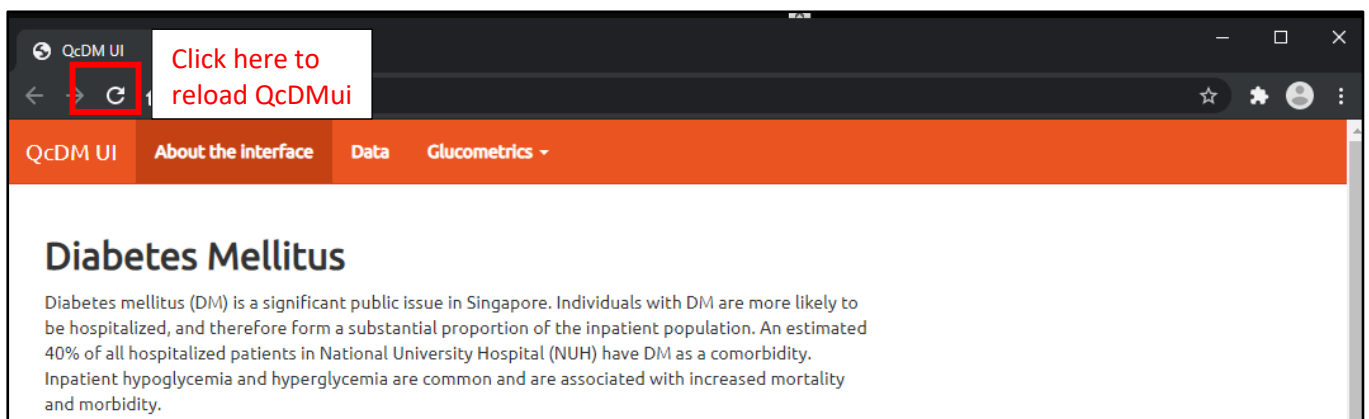 QcDM UI
Click here to
reload QcDMui
QcDM UI About the interface Data Glucometrics
Diabetes Mellitus
Diabetes mellitus (DM) is a significant public issue in Singapore. Individuals with DM are more likely to
be hospitalized, and therefore form a substantial proportion of the inpatient population. An estimated
40% of all hospitalized patients in National University Hospital (NUH) have DM as a comorbidity.
Inpatient hypoglycemia and hyperglycemia are common and are associated with increased mortality
and morbidity.